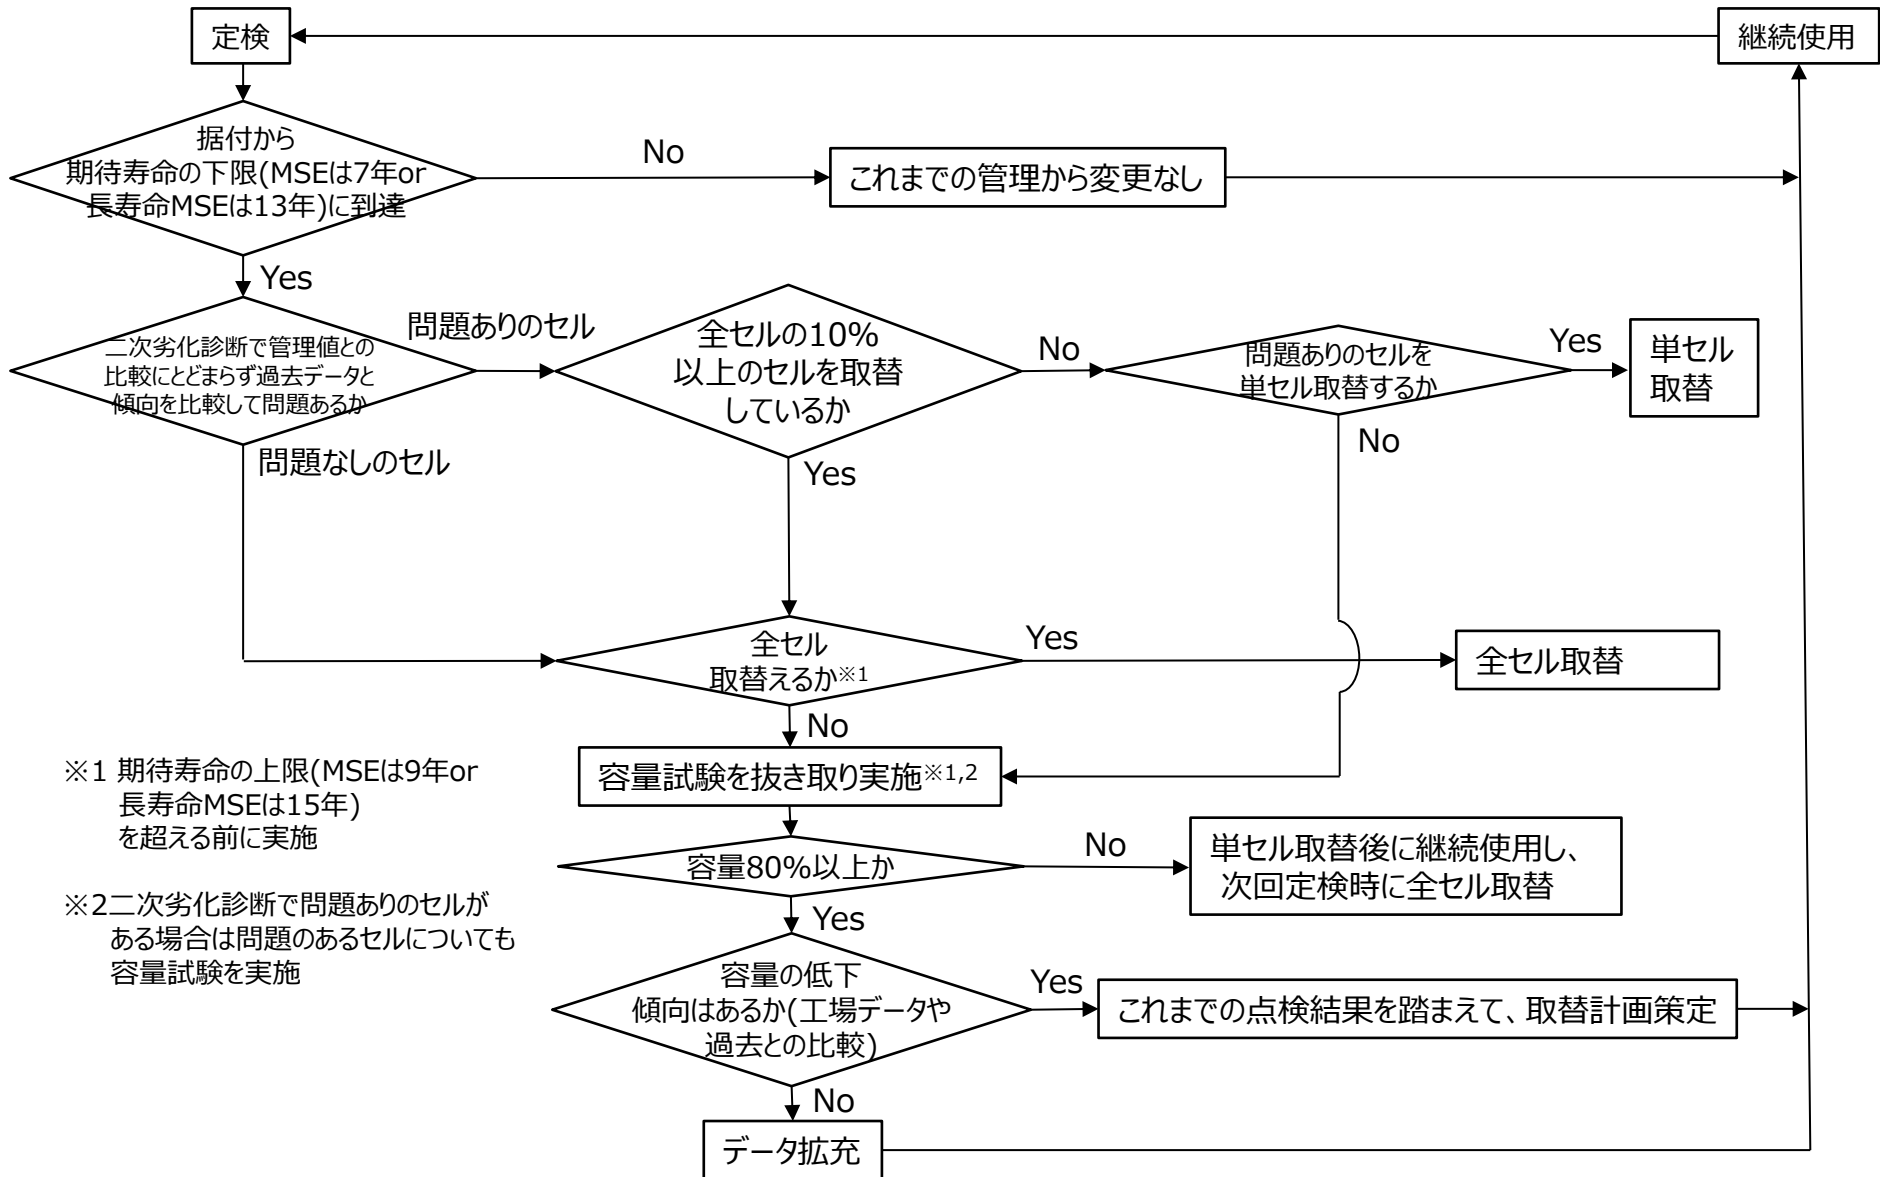 定検
継続使用
据付から
期待寿命の下限(MSEは7年or
長寿命MSEは13年)に到達
No
これまでの管理から変更なし
Yes
二次劣化診断で管理値との
比較にとどまらず過去データと
傾向を比較して問題あるか
問題ありのセル
全セルの10%
以上のセルを取替
しているか
No
問題ありのセルを
単セル取替するか
Yes
単セル
取替
問題なしのセル
Yes
No
全セル
取替えるか※1
Yes
全セル取替
No
容量試験を抜き取り実施※1,2
※1 期待寿命の上限(MSEは9年or
長寿命MSEは15年)
を超える前に実施
容量80%以上か
No
単セル取替後に継続使用し、
次回定検時に全セル取替
※2二次劣化診断で問題ありのセルが
ある場合は問題のあるセルについても
容量試験を実施
Yes
容量の低下
傾向はあるか(工場データや
過去との比較)
Yes
これまでの点検結果を踏まえて、取替計画策定
No
データ拡充